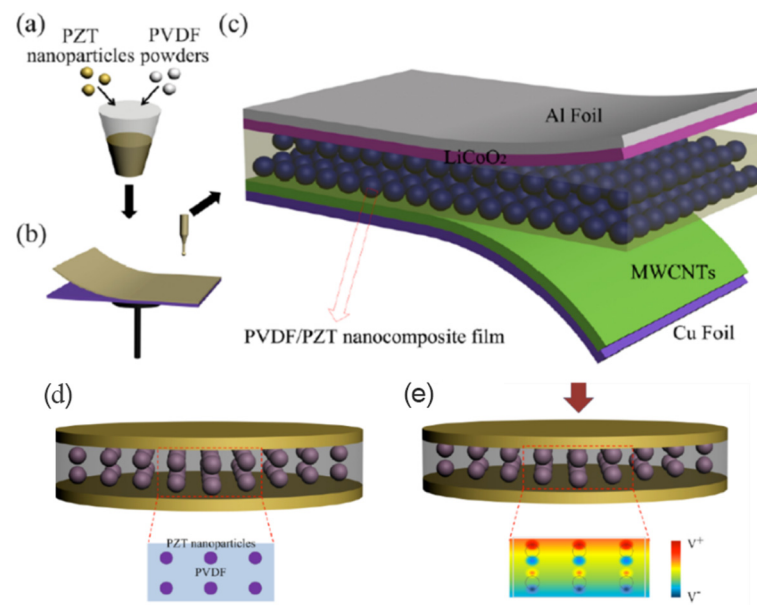 (a)
PZT
nanoparticles
PVDF
powders
(b)
(c)
Al Foil
LiCoO₂
MWCNTs
Cu Foil
PVDF/PZT nanocomposite film
(d)
PZT nanoparticles
PVDF
(e)
V⁺
V⁻